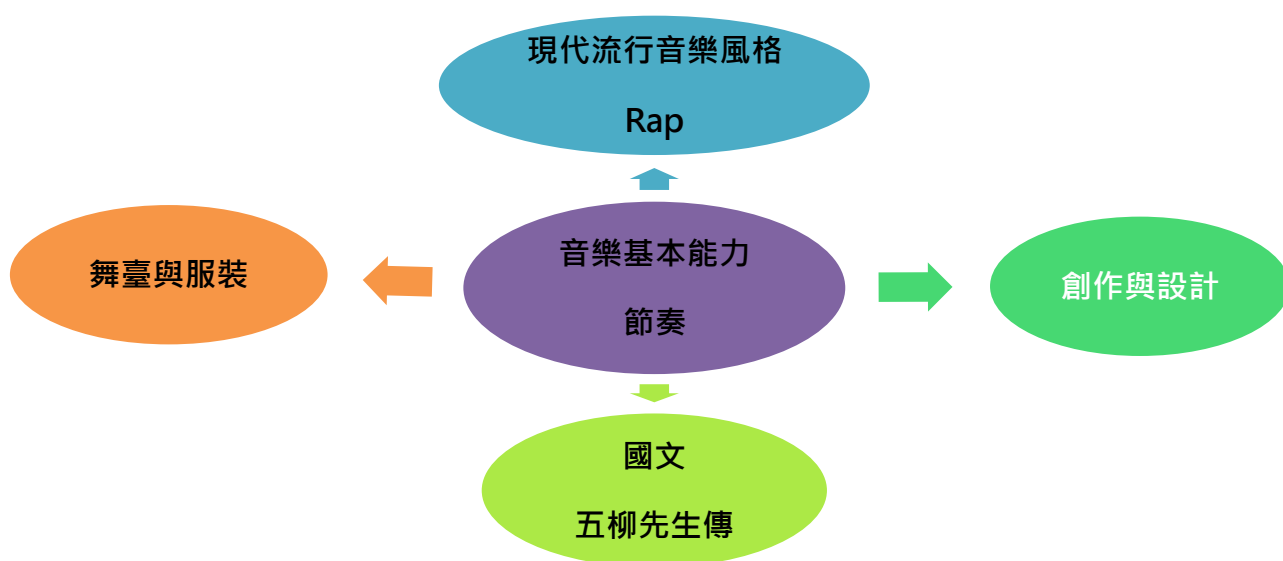 現代流行音樂風格
Rap
舞臺與服裝
音樂基本能力
節奏
創作與設計
國文
五柳先生傳